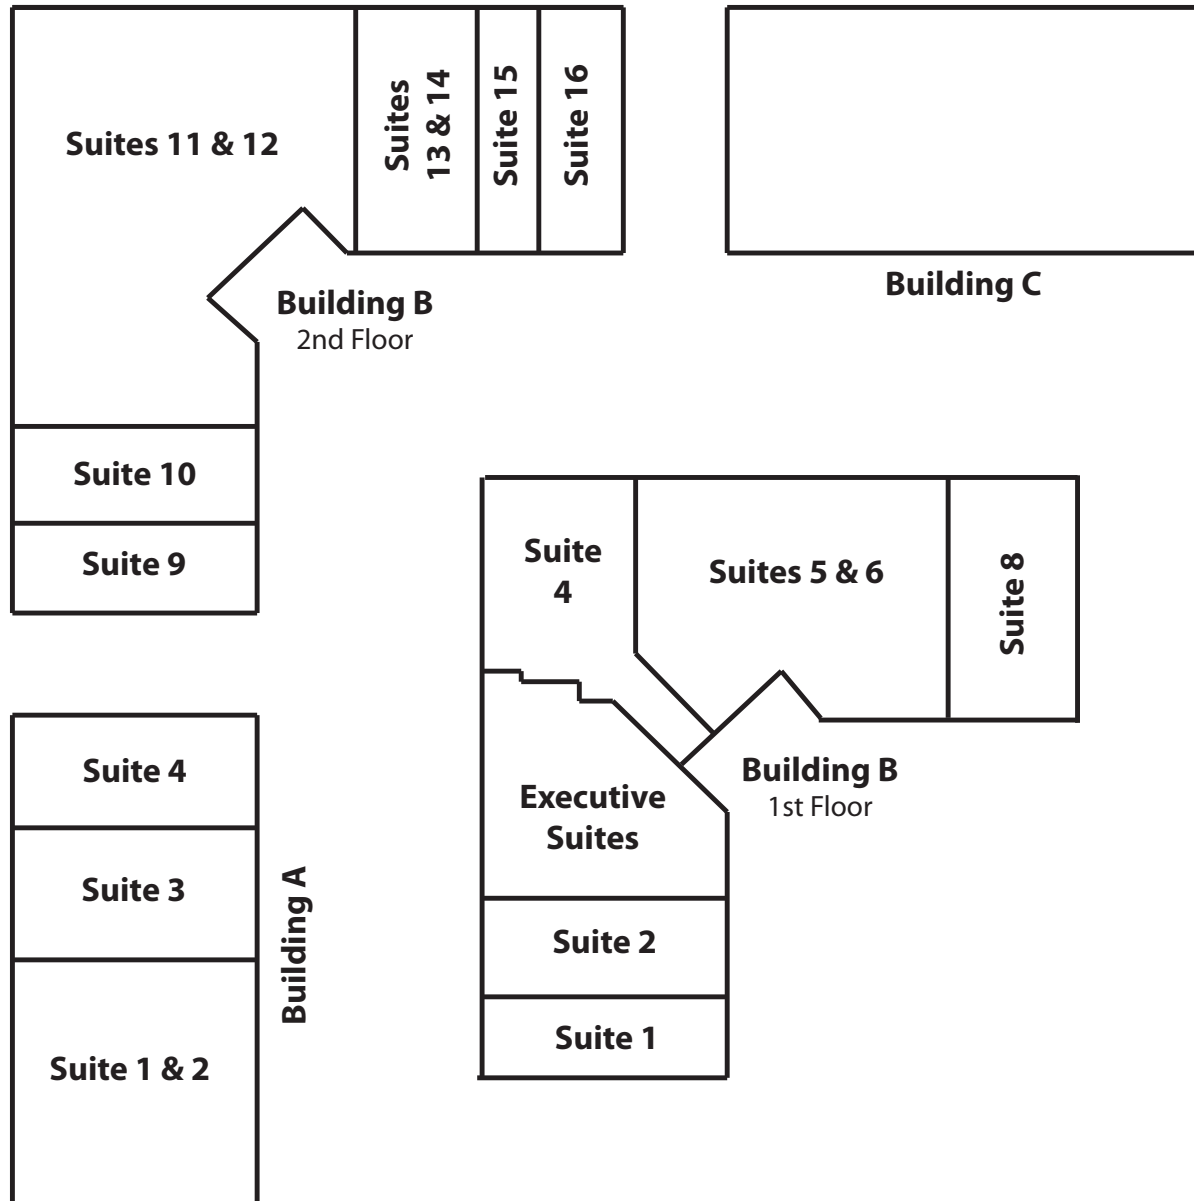 Suites 11 & 12
Suites
13 & 14
Suite 15
Suite 16
Building B
2nd Floor
Building C
Suite 10
Suite 9
Suite
4
Suites 5 & 6
Suite 8
Building B
1st Floor
Executive
Suites
Suite 2
Suite 1
Suite 4
Suite 3
Suite 1 & 2
Building A